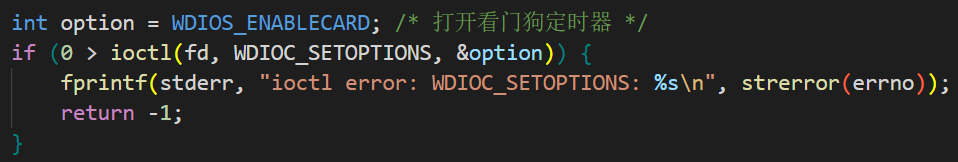 int option = WDIOS_ENABLECARD; /* 打开看门狗定时器 */
if (0 > ioctl(fd, WDIOC_SETOPTIONS, &option)) {
    fprintf(stderr, "ioctl error: WDIOC_SETOPTIONS: %s\n", strerror(errno));
    return -1;
}